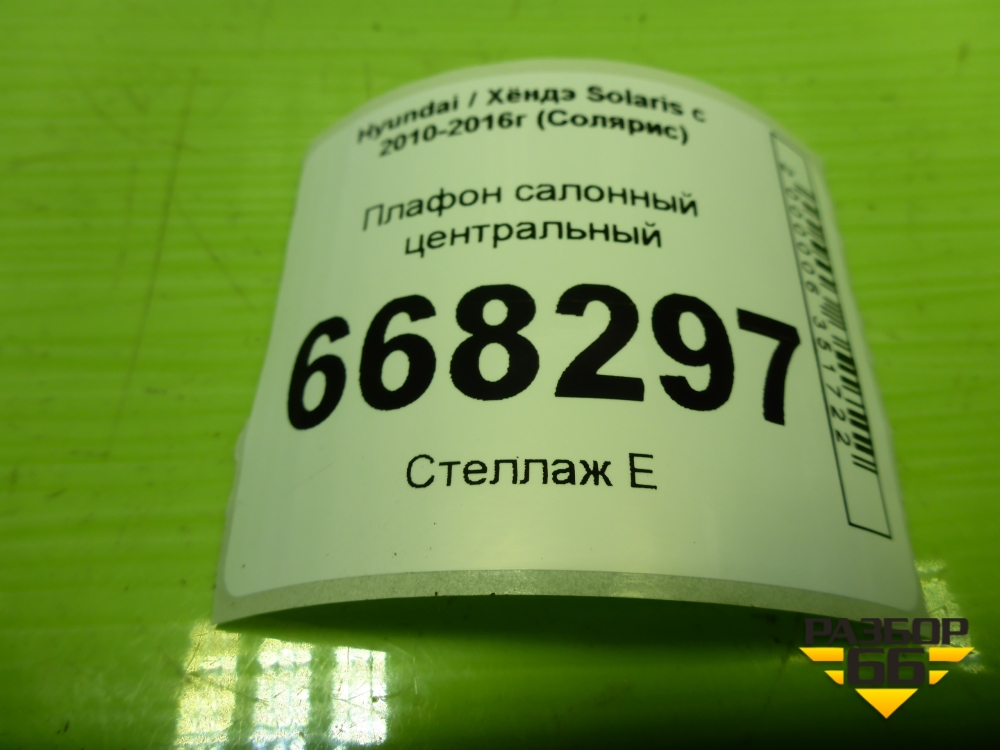 Hyundai / Хёндэ Solaris с
2010-2016г (Солярис)
Плафон салонный
центральный
668297
Стеллаж Е
РАЗБОР
66